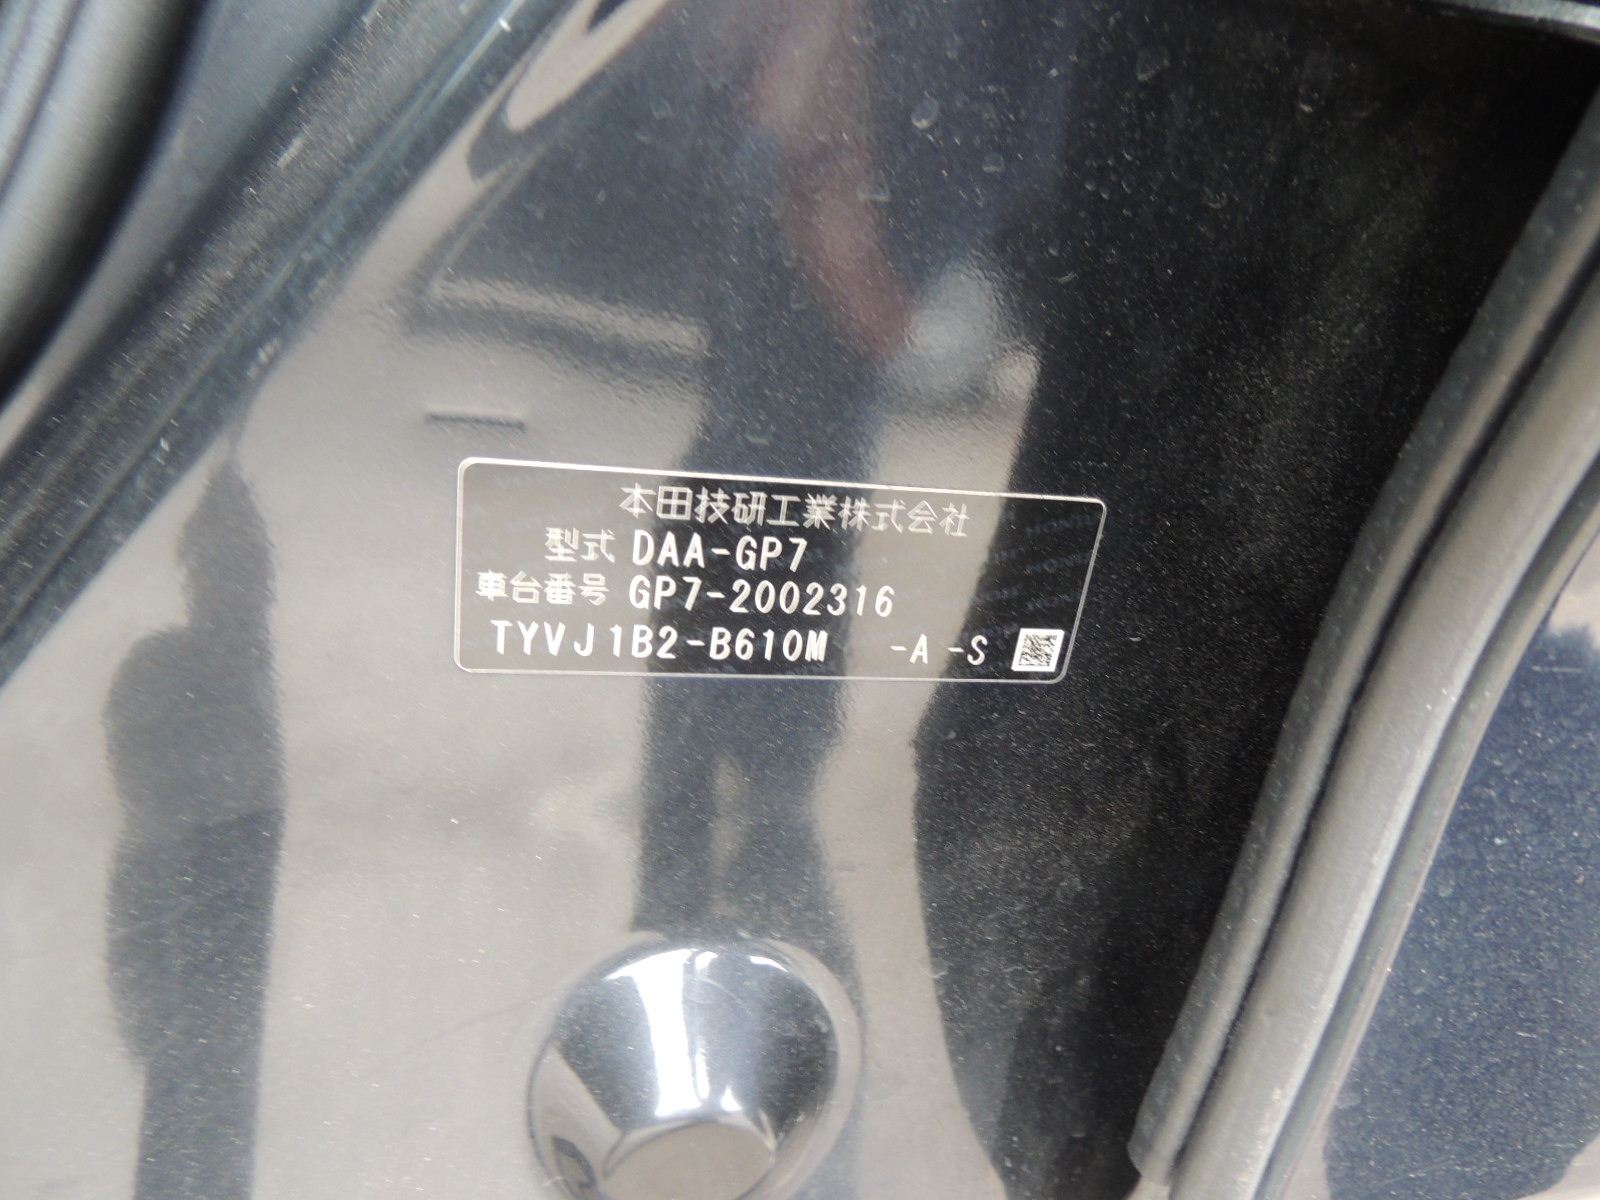 本田技研工業株式会社
型式 DAA-GP7
車台番号 GP7-2002316
TYVJ1B2-B610M -A -S